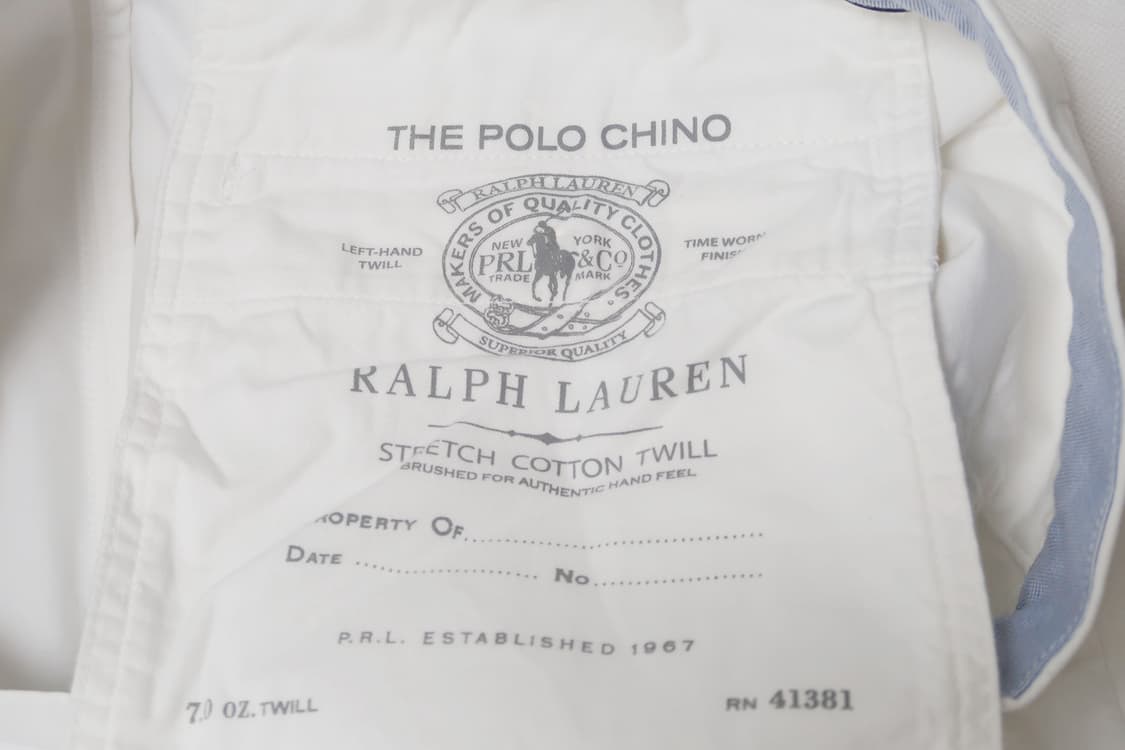 THE POLO CHINO
RALPH LAUREN
MAKERS OF QUALITY CLOTHES
LEFT-HAND
TWILL
NEW YORK
PRL &Co
TRADE MARK
TIME WORN
FINISH
SUPERIOR QUALITY
RALPH LAUREN
STRETCH COTTON TWILL
BRUSHED FOR AUTHENTIC HAND FEEL
PROPERTY OF
DATE No
P.R.L. ESTABLISHED 1967
7.0 OZ. TWILL RN 41381